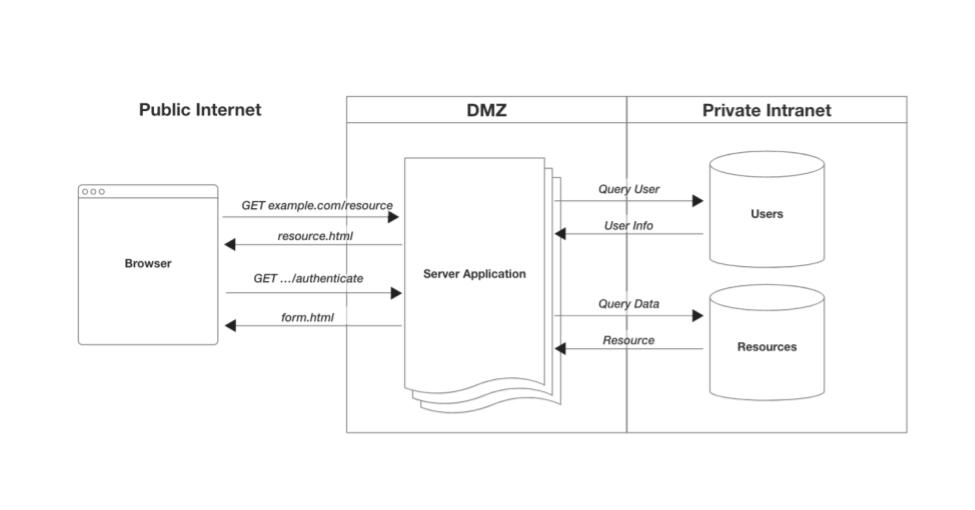 Public Internet
DMZ
Private Intranet
Browser
GET example.com/resource
resource.html
GET .../authenticate
form.html
Server Application
Query User
User Info
Query Data
Resource
Users
Resources